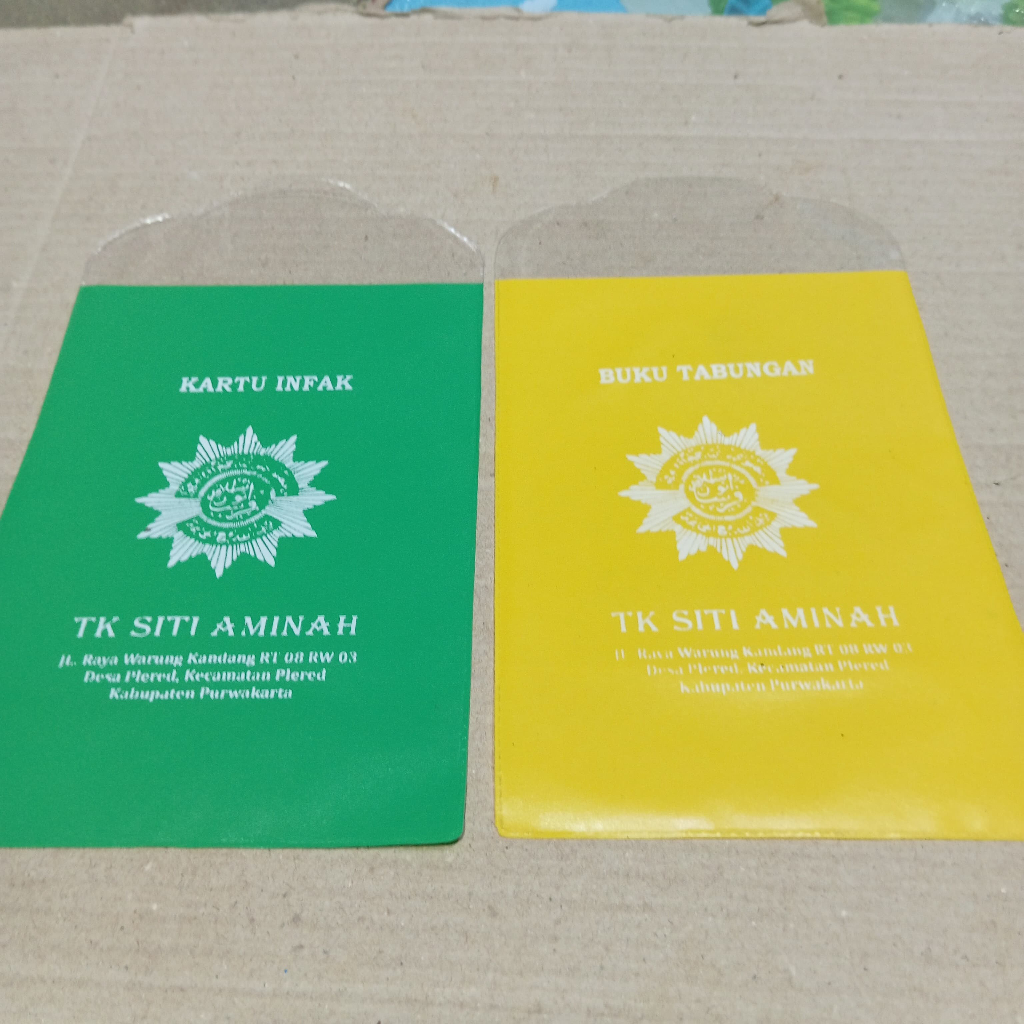 KARTU INFAK
TK SITI AMINAH
JL. Raya Warung Kandang RT 08 RW 03
Desa Plered, Kecamatan Plered
Kabupaten Purwakarta
BUKU TABUNGAN
TK SITI AMINAH
Jl. Raya Warung Kandang RT 08 RW 03
Desa Plered, Kecamatan Plered
Kabupaten Purwakarta